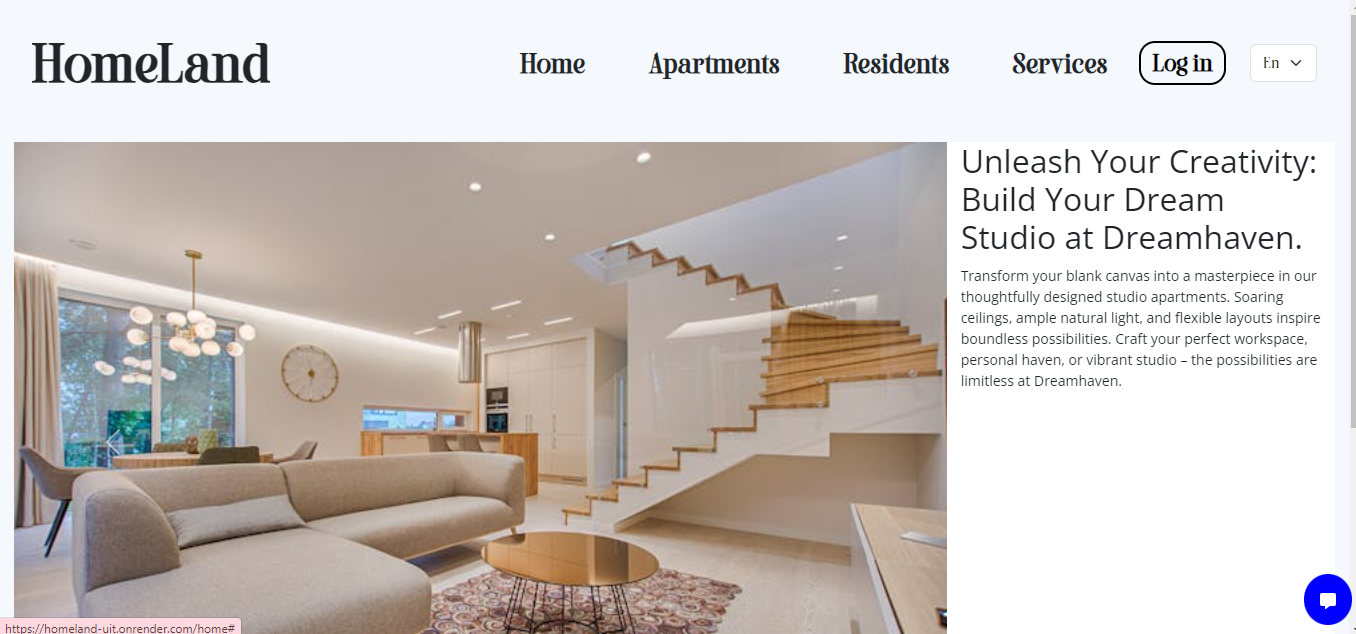 HomeLand
Home
Apartments
Residents
Services
Log in
En
Unleash Your Creativity:
Build Your Dream
Studio at Dreamhaven.
Transform your blank canvas into a masterpiece in our
thoughtfully designed studio apartments. Soaring
ceilings, ample natural light, and flexible layouts inspire
boundless possibilities. Craft your perfect workspace,
personal haven, or vibrant studio – the possibilities are
limitless at Dreamhaven.
https://homeland-uit.onrender.com/home#